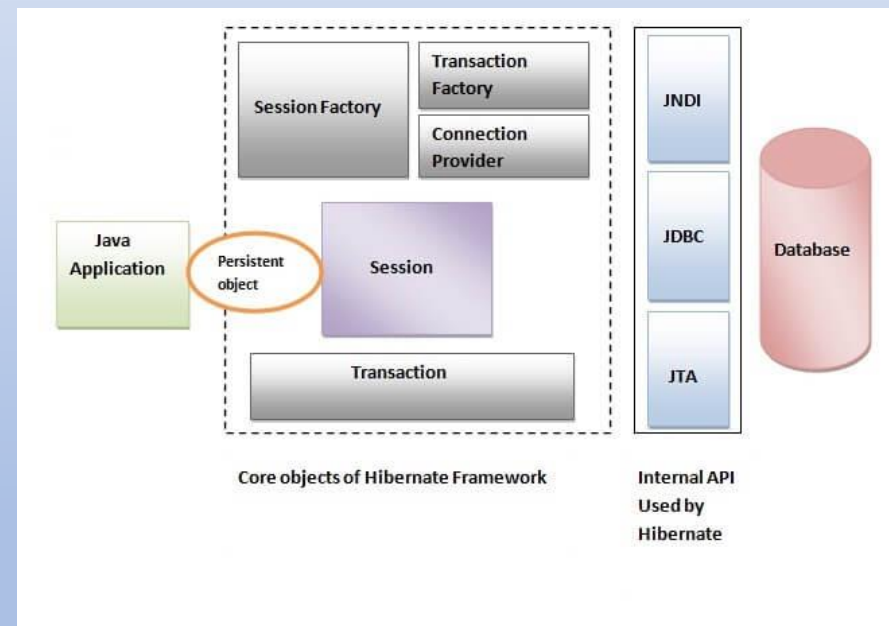 Session Factory
Transaction
Factory
Connection
Provider
JNDI
Java
Application
Persistent
object
Session
JDBC
Database
Transaction
JTA
Core objects of Hibernate Framework
Internal API
Used by
Hibernate